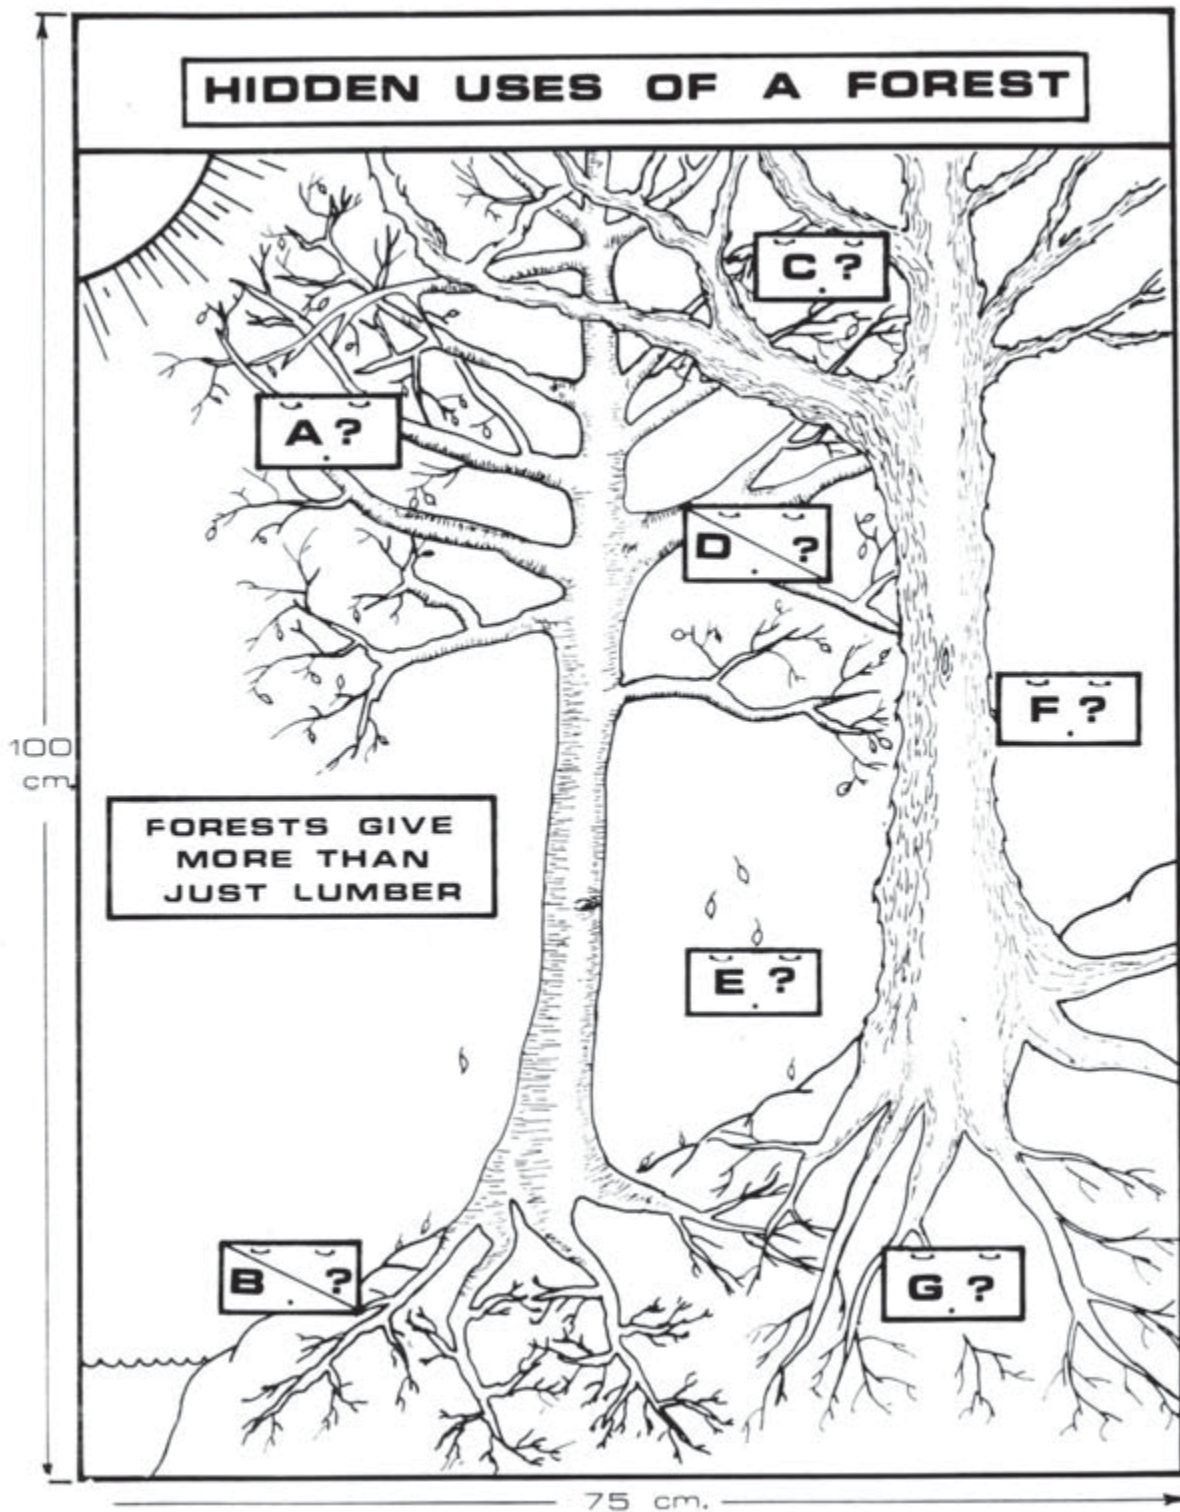 HIDDEN USES OF A FOREST
C ?
A ?
D ?
F ?
100
cm.
FORESTS GIVE
MORE THAN
JUST LUMBER
E ?
B ?
G ?
75 cm.